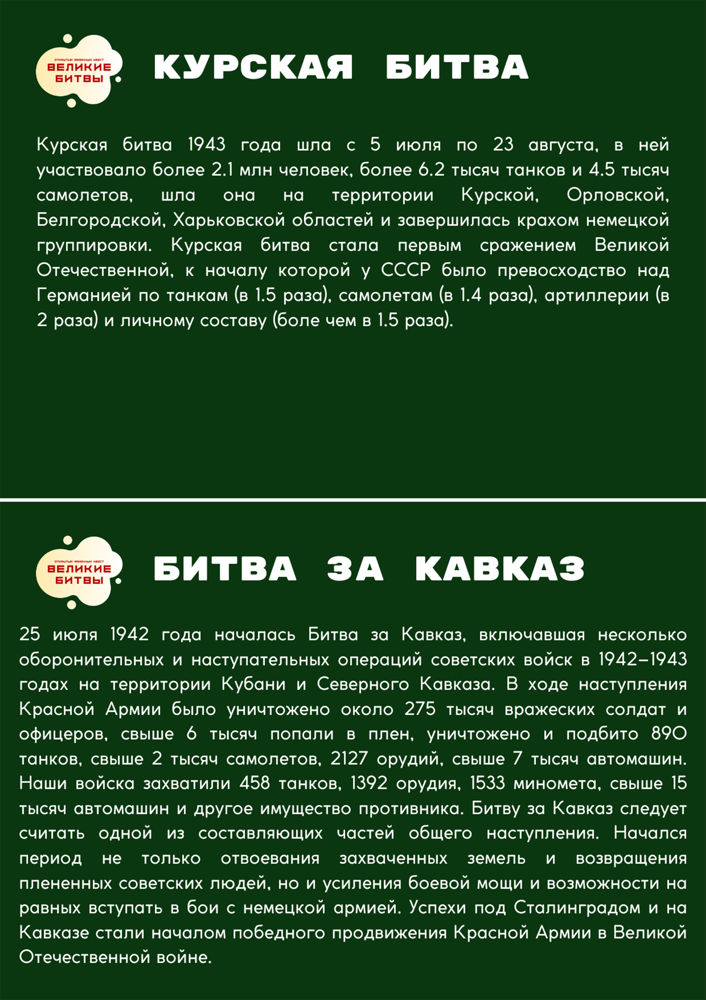 ОТКРЫТЫЙ РАЙОННЫЙ КВЕСТ
ВЕЛИКИЕ
БИТВЫ
КУРСКАЯ БИТВА
Курская битва 1943 года шла с 5 июля по 23 августа, в ней
участвовало более 2.1 млн человек, более 6.2 тысяч танков и 4.5 тысяч
самолетов, шла она на территории Курской, Орловской,
Белгородской, Харьковской областей и завершилась крахом немецкой
группировки. Курская битва стала первым сражением Великой
Отечественной, к началу которой у СССР было превосходство над
Германией по танкам (в 1.5 раза), самолетам (в 1.4 раза), артиллерии (в
2 раза) и личному составу (боле чем в 1.5 раза).
ОТКРЫТЫЙ РАЙОННЫЙ КВЕСТ
ВЕЛИКИЕ
БИТВЫ
БИТВА ЗА КАВКАЗ
25 июля 1942 года началась Битва за Кавказ, включавшая несколько
оборонительных и наступательных операций советских войск в 1942–1943
годах на территории Кубани и Северного Кавказа. В ходе наступления
Красной Армии было уничтожено около 275 тысяч вражеских солдат и
офицеров, свыше 6 тысяч попали в плен, уничтожено и подбито 890
танков, свыше 2 тысяч самолетов, 2127 орудий, свыше 7 тысяч автомашин.
Наши войска захватили 458 танков, 1392 орудия, 1533 миномета, свыше 15
тысяч автомашин и другое имущество противника. Битву за Кавказ следует
считать одной из составляющих частей общего наступления. Начался
период не только отвоевания захваченных земель и возвращения
плененных советских людей, но и усиления боевой мощи и возможности на
равных вступать в бои с немецкой армией. Успехи под Сталинградом и на
Кавказе стали началом победного продвижения Красной Армии в Великой
Отечественной войне.